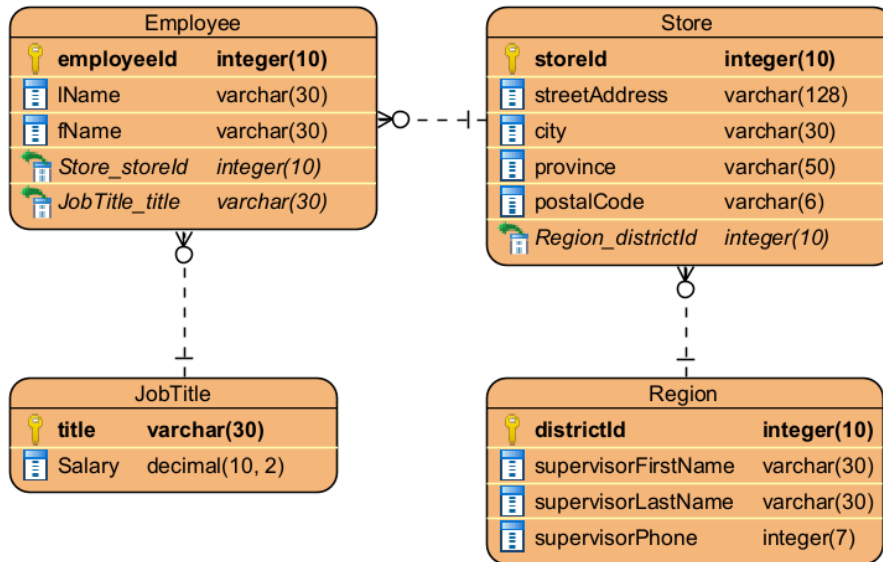 Employee
employeeId integer(10)
lName varchar(30)
fName varchar(30)
Store_storeId integer(10)
JobTitle_title varchar(30)
Store
storeId integer(10)
streetAddress varchar(128)
city varchar(30)
province varchar(50)
postalCode varchar(6)
Region_districtId integer(10)
JobTitle
title varchar(30)
Salary decimal(10, 2)
Region
districtId integer(10)
supervisorFirstName varchar(30)
supervisorLastName varchar(30)
supervisorPhone integer(7)